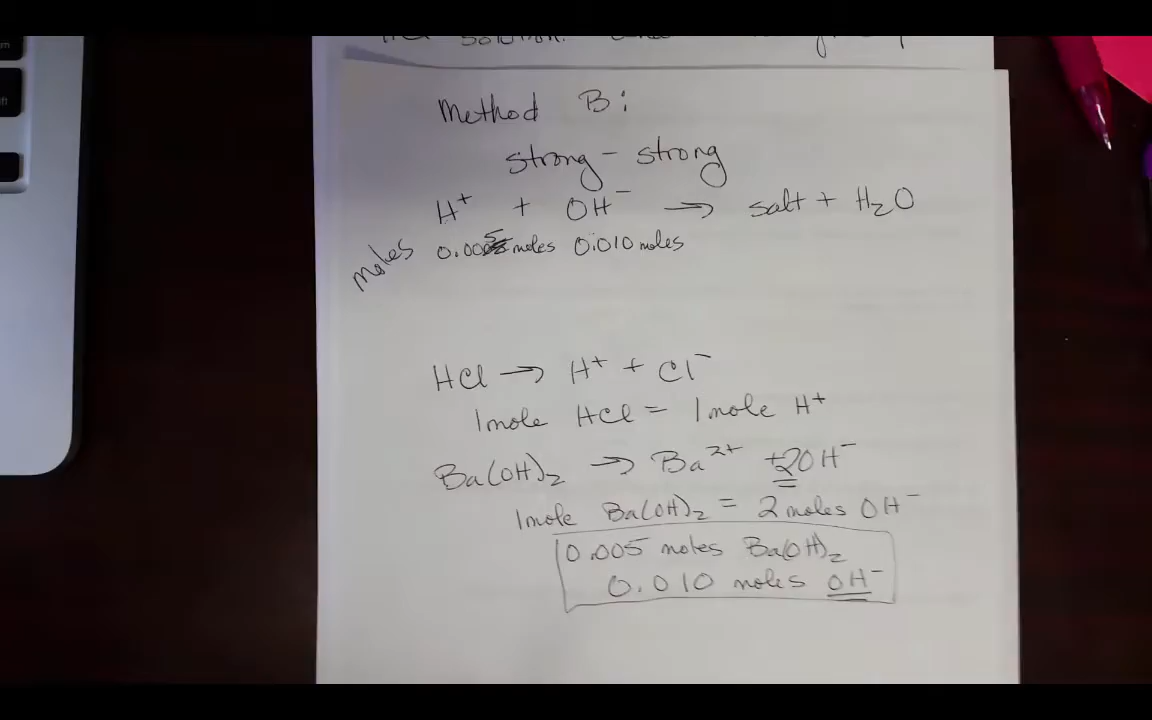 solution.
Method B:
strong - strong
H⁺ + OH⁻ → salt + H₂O
moles 0.005 moles 0.010 moles
HCl → H⁺ + Cl⁻
1 mole HCl = 1 mole H⁺
Ba(OH)₂ → Ba²⁺ + 2OH⁻
1 mole Ba(OH)₂ = 2 moles OH⁻
0.005 moles Ba(OH)₂
0.010 moles OH⁻